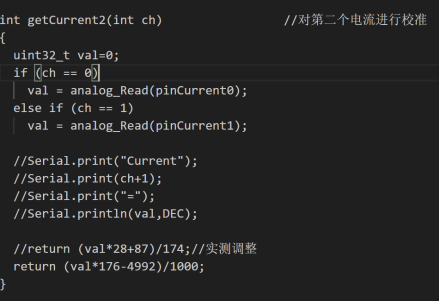 int getCurrent2(int ch)                //对第二个电流进行校准
{
  uint32_t val=0;
  if (ch == 0)
    val = analog_Read(pinCurrent0);
  else if (ch == 1)
    val = analog_Read(pinCurrent1);

  //Serial.print("Current");
  //Serial.print(ch+1);
  //Serial.print("=");
  //Serial.println(val,DEC);

  //return (val*28+87)/174;//实测调整
  return (val*176-4992)/1000;
}